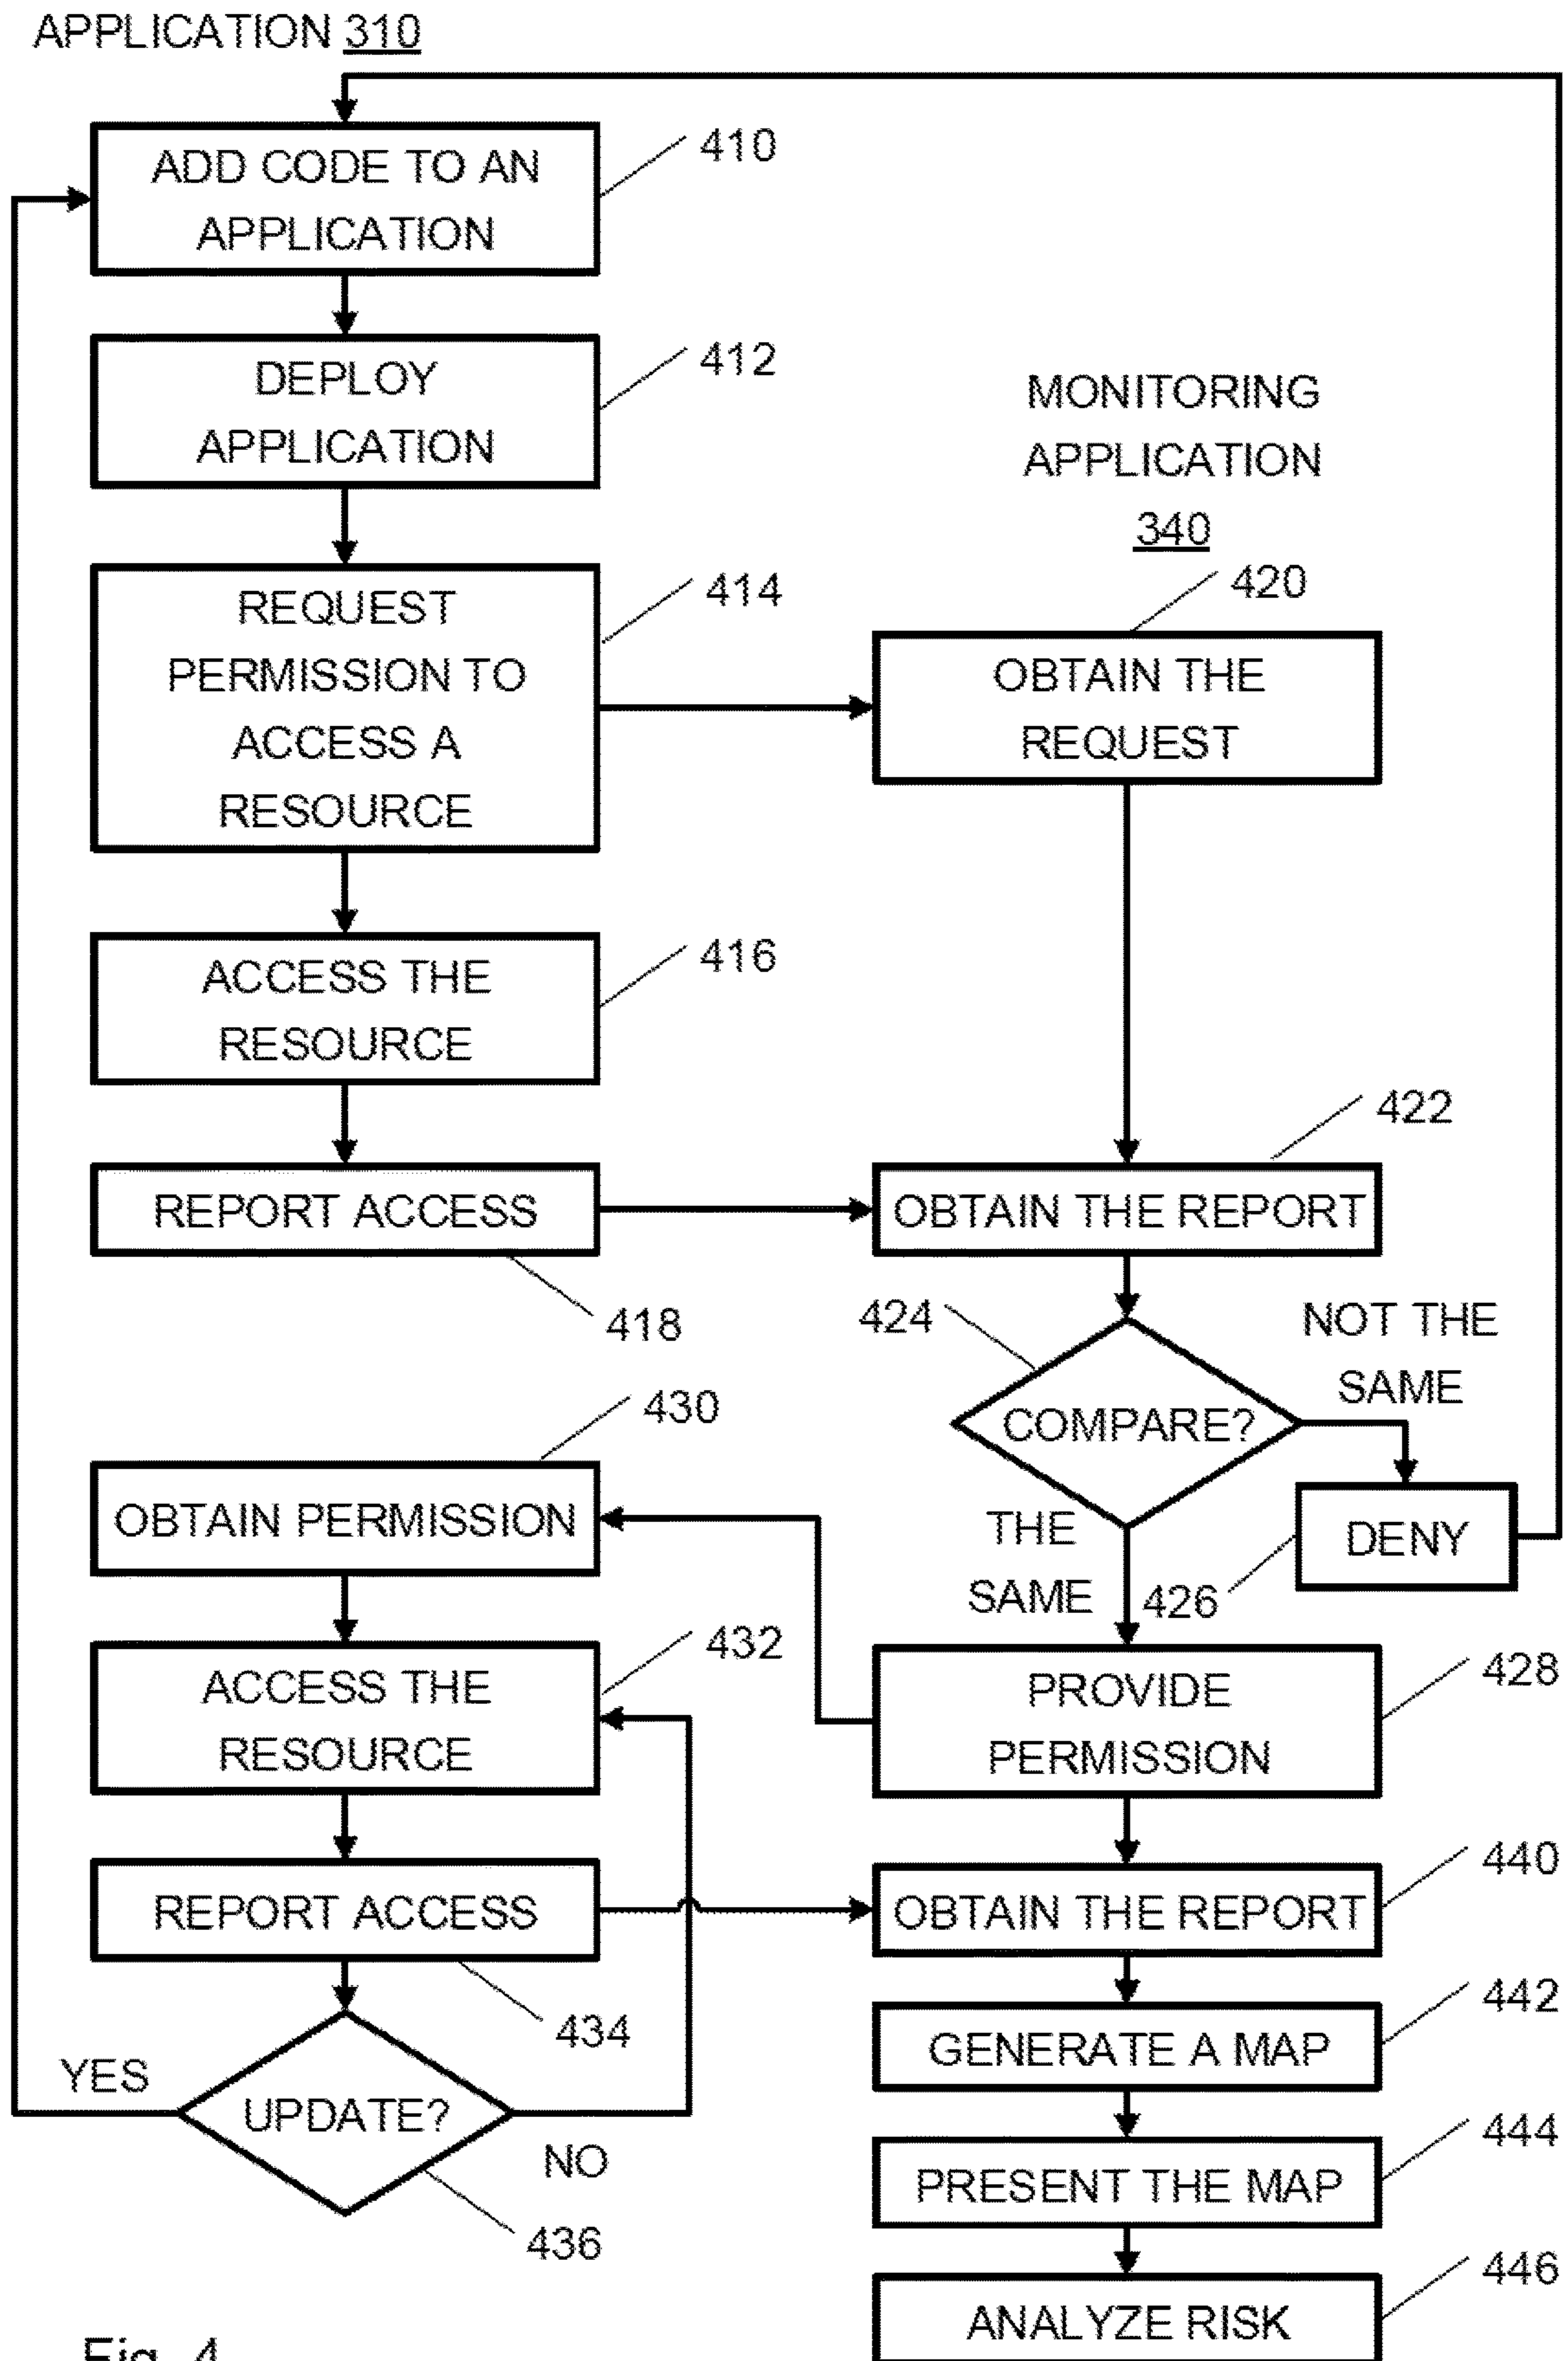 APPLICATION 310
ADD CODE TO AN
APPLICATION
410
DEPLOY
APPLICATION
412
MONITORING
APPLICATION
340
REQUEST
PERMISSION TO
ACCESS A
RESOURCE
414
420
OBTAIN THE
REQUEST
ACCESS THE
RESOURCE
416
422
REPORT ACCESS
OBTAIN THE REPORT
418
424
NOT THE
SAME
COMPARE?
430
OBTAIN PERMISSION
THE
SAME
DENY
426
ACCESS THE
RESOURCE
432
PROVIDE
PERMISSION
428
REPORT ACCESS
434
OBTAIN THE REPORT
440
GENERATE A MAP
442
YES
UPDATE?
NO
436
PRESENT THE MAP
444
ANALYZE RISK
446
Fig. 4